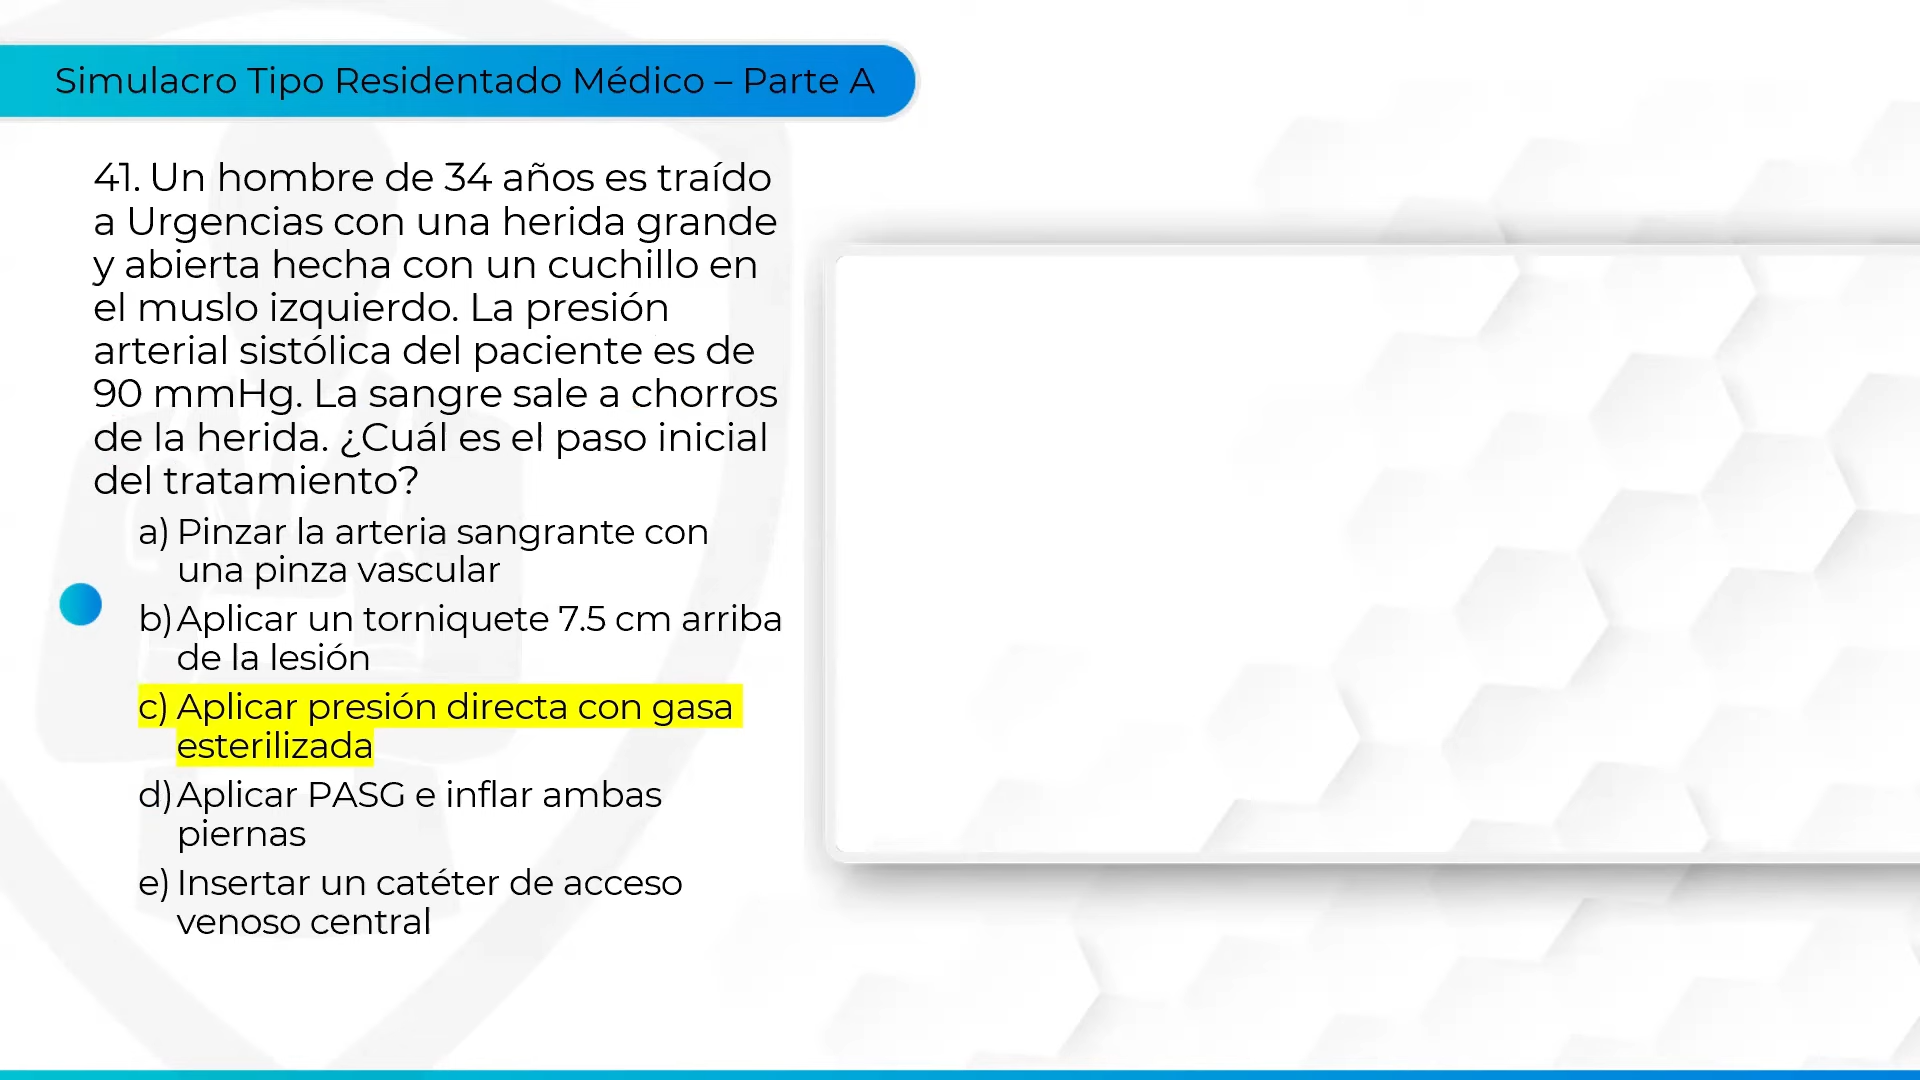 Simulacro Tipo Residentado Médico – Parte A
41. Un hombre de 34 años es traído
a Urgencias con una herida grande
y abierta hecha con un cuchillo en
el muslo izquierdo. La presión
arterial sistólica del paciente es de
90 mmHg. La sangre sale a chorros
de la herida. ¿Cuál es el paso inicial
del tratamiento?
a) Pinzar la arteria sangrante con
una pinza vascular
b) Aplicar un torniquete 7.5 cm arriba
de la lesión
c) Aplicar presión directa con gasa
esterilizada
d) Aplicar PASG e inflar ambas
piernas
e) Insertar un catéter de acceso
venoso central